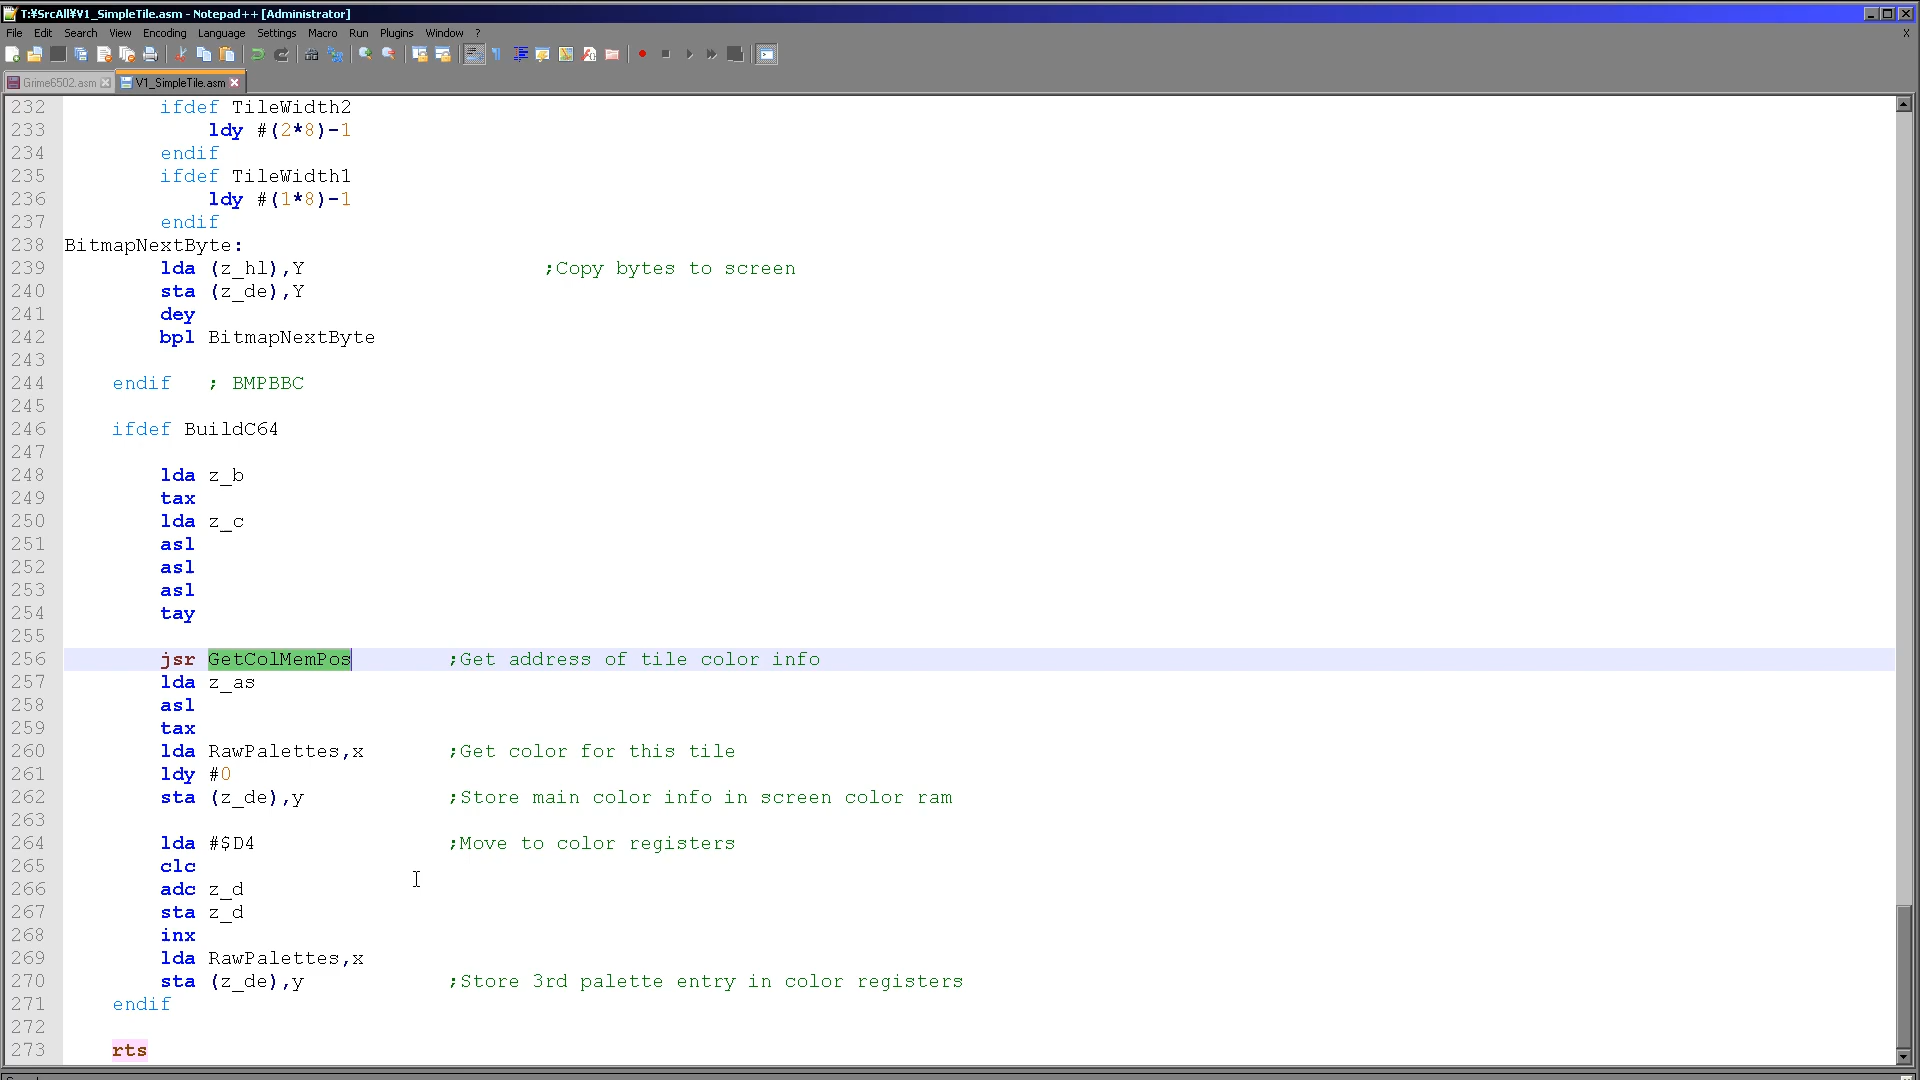 T:¥SrcAll¥V1_SimpleTile.asm - Notepad++ [Administrator]
File Edit Search View Encoding Language Settings Macro Run Plugins Window ?
X
Grime6502.asm V1_SimpleTile.asm
232 ifdef TileWidth2
233 ldy #(2*8)-1
234 endif
235 ifdef TileWidth1
236 ldy #(1*8)-1
237 endif
238 BitmapNextByte:
239 lda (z_hl),Y ;Copy bytes to screen
240 sta (z_de),Y
241 dey
242 bpl BitmapNextByte
243
244 endif ; BMPBBC
245
246 ifdef BuildC64
247
248 lda z_b
249 tax
250 lda z_c
251 asl
252 asl
253 asl
254 tay
255
256 jsr GetColMemPos ;Get address of tile color info
257 lda z_as
258 asl
259 tax
260 lda RawPalettes,x ;Get color for this tile
261 ldy #0
262 sta (z_de),y ;Store main color info in screen color ram
263
264 lda #$D4 ;Move to color registers
265 clc
266 adc z_d
267 sta z_d
268 inx
269 lda RawPalettes,x
270 sta (z_de),y ;Store 3rd palette entry in color registers
271 endif
272
273 rts